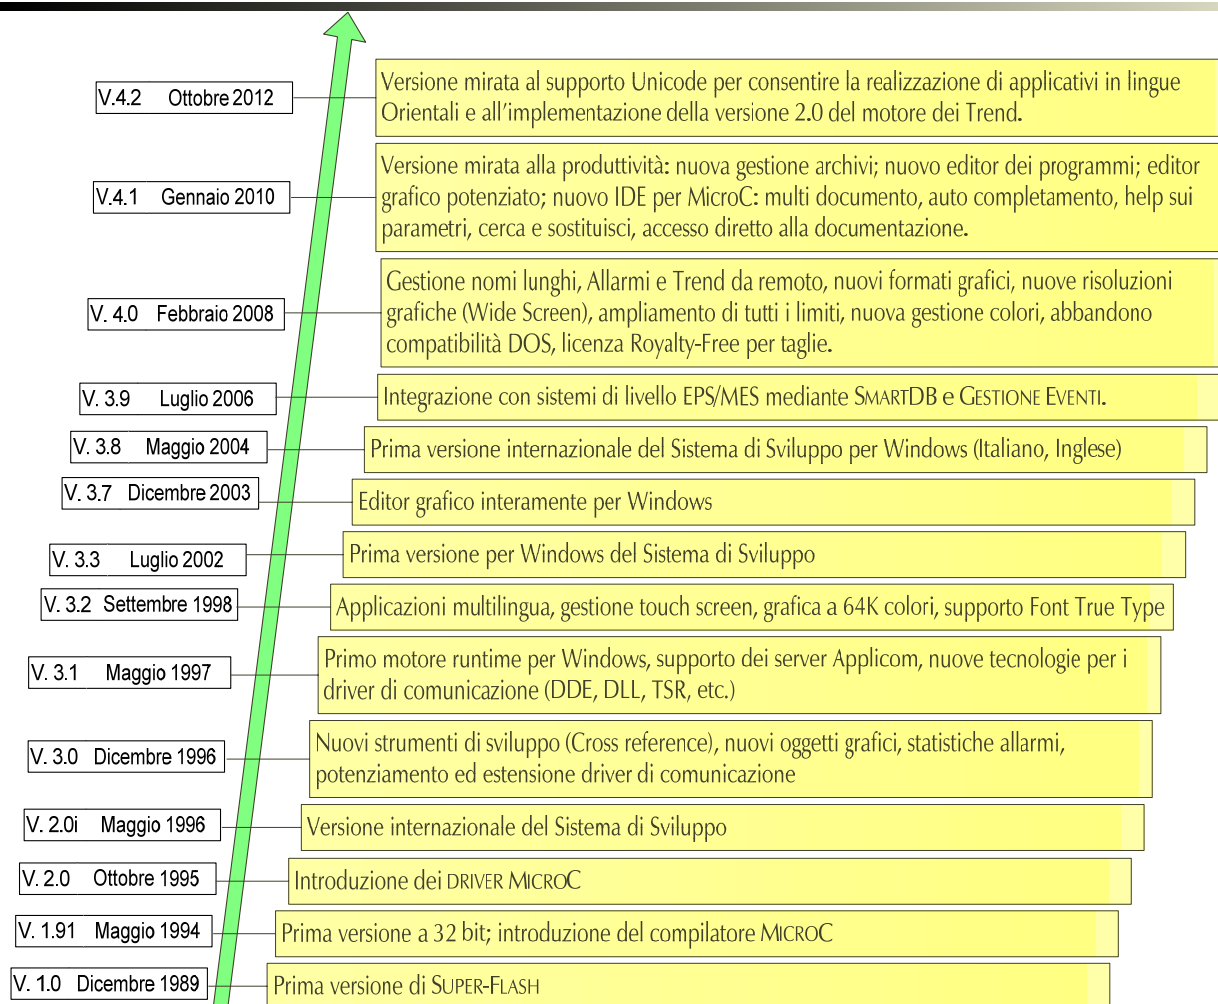 V.4.2 Ottobre 2012
Versione mirata al supporto Unicode per consentire la realizzazione di applicativi in lingue
Orientali e all'implementazione della versione 2.0 del motore dei Trend.
V.4.1 Gennaio 2010
Versione mirata alla produttività: nuova gestione archivi; nuovo editor dei programmi; editor
grafico potenziato; nuovo IDE per MicroC: multi documento, auto completamento, help sui
parametri, cerca e sostituisci, accesso diretto alla documentazione.
V. 4.0 Febbraio 2008
Gestione nomi lunghi, Allarmi e Trend da remoto, nuovi formati grafici, nuove risoluzioni
grafiche (Wide Screen), ampliamento di tutti i limiti, nuova gestione colori, abbandono
compatibilità DOS, licenza Royalty-Free per taglie.
V. 3.9 Luglio 2006
Integrazione con sistemi di livello EPS/MES mediante SMARTDB e GESTIONE EVENTI.
V. 3.8 Maggio 2004
Prima versione internazionale del Sistema di Sviluppo per Windows (Italiano, Inglese)
V. 3.7 Dicembre 2003
Editor grafico interamente per Windows
V. 3.3 Luglio 2002
Prima versione per Windows del Sistema di Sviluppo
V. 3.2 Settembre 1998
Applicazioni multilingua, gestione touch screen, grafica a 64K colori, supporto Font True Type
V. 3.1 Maggio 1997
Primo motore runtime per Windows, supporto dei server Applicom, nuove tecnologie per i
driver di comunicazione (DDE, DLL, TSR, etc.)
V. 3.0 Dicembre 1996
Nuovi strumenti di sviluppo (Cross reference), nuovi oggetti grafici, statistiche allarmi,
potenziamento ed estensione driver di comunicazione
V. 2.0i Maggio 1996
Versione internazionale del Sistema di Sviluppo
V. 2.0 Ottobre 1995
Introduzione dei DRIVER MICROC
V. 1.91 Maggio 1994
Prima versione a 32 bit; introduzione del compilatore MICROC
V. 1.0 Dicembre 1989
Prima versione di SUPER-FLASH